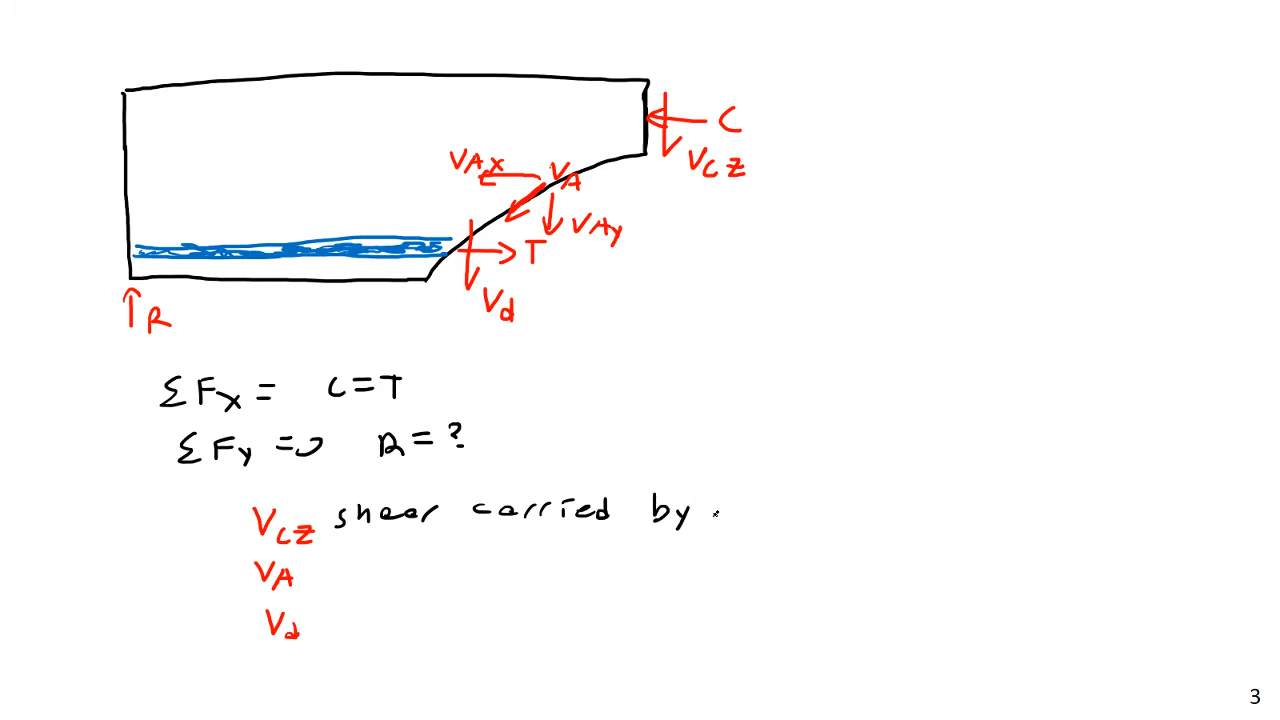 C
VCZ
VAX
VA
VAy
T
Vd
R
ΣFx = C = T
ΣFy = 0 R = ?
VCZ shear carried by
VA
Vd
3